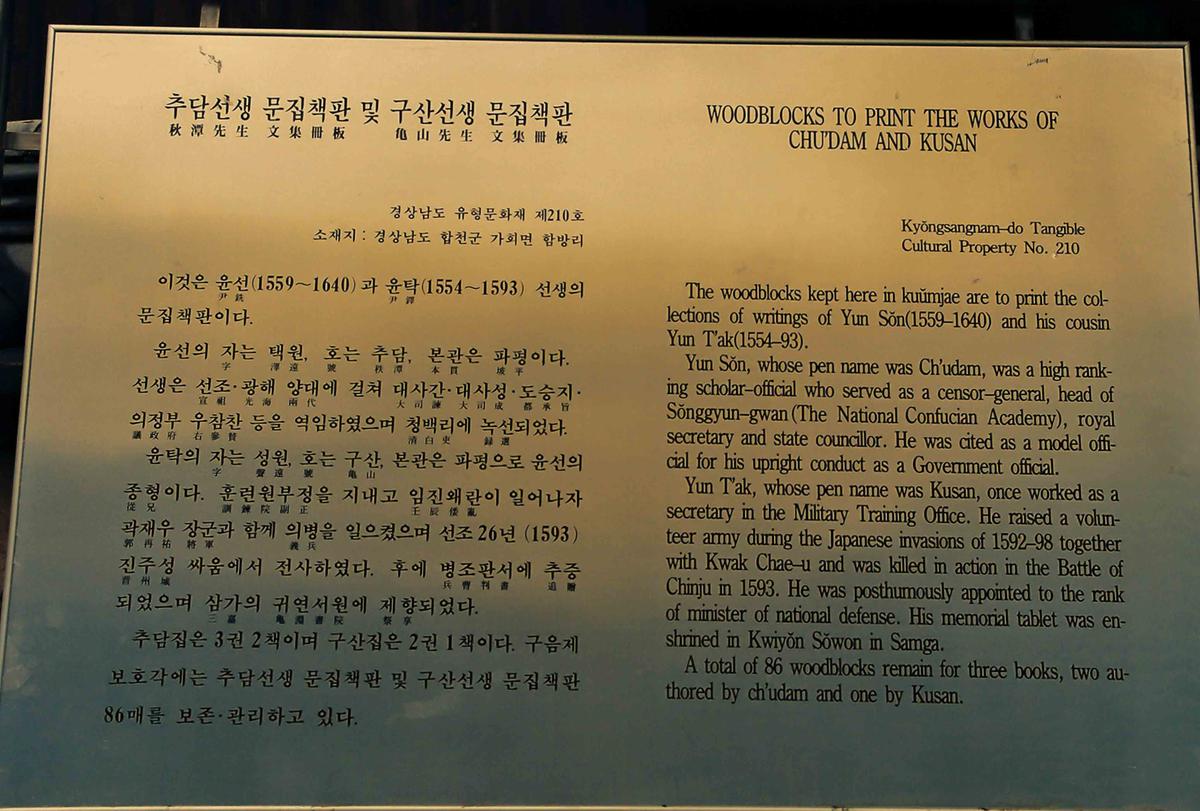 추담선생 문집책판 및 구산선생 문집책판
秋潭先生 文集冊板 亀山先生 文集冊板
경상남도 유형문화재 제210호
소재지 : 경상남도 합천군 가회면 함방리
이것은 윤선(1559～1640)과 윤탁(1554～1593) 선생의
尹銑 尹鐸
문집책판이다.
윤선의 자는 택원, 호는 추담, 본관은 파평이다.
字 澤遠 號 秋潭 本貫 坡平
선생은 선조·광해 양대에 걸쳐 대사간·대사성·도승지·
宣祖 光海 兩代 大司諫 大司成 都承旨
의정부 우참찬 등을 역임하였으며 청백리에 녹선되었다.
議政府 右參贊 清白吏 録選
윤탁의 자는 성원, 호는 구산, 본관은 파평으로 윤선의
字 聲遠 號 亀山
종형이다. 훈련원부정을 지내고 임진왜란이 일어나자
從兄 訓鍊院副正 壬辰倭亂
곽재우 장군과 함께 의병을 일으켰으며 선조 26년 (1593)
郭再祐 將軍 義兵
진주성 싸움에서 전사하였다. 후에 병조판서에 추증
晋州城 兵曹判書 追贈
되었으며 삼가의 귀연서원에 제향되었다.
三嘉 亀淵書院 祭享
추담집은 3권 2책이며 구산집은 2권 1책이다. 구음제
보호각에는 추담선생 문집책판 및 구산선생 문집책판
86매를 보존·관리하고 있다.
WOODBLOCKS TO PRINT THE WORKS OF
CHU'DAM AND KUSAN
Kyŏngsangnam–do Tangible
Cultural Property No. 210
The woodblocks kept here in kuŭmjae are to print the col-
lections of writings of Yun Sŏn(1559–1640) and his cousin
Yun T'ak(1554–93).
Yun Sŏn, whose pen name was Ch'udam, was a high rank-
ing scholar–official who served as a censor–general, head of
Sŏnggyun–gwan(The National Confucian Academy), royal
secretary and state councillor. He was cited as a model offi-
cial for his upright conduct as a Government official.
Yun T'ak, whose pen name was Kusan, once worked as a
secretary in the Military Training Office. He raised a volun-
teer army during the Japanese invasions of 1592–98 together
with Kwak Chae–u and was killed in action in the Battle of
Chinju in 1593. He was posthumously appointed to the rank
of minister of national defense. His memorial tablet was en-
shrined in Kwiyŏn Sŏwon in Samga.
A total of 86 woodblocks remain for three books, two au-
thored by ch'udam and one by Kusan.